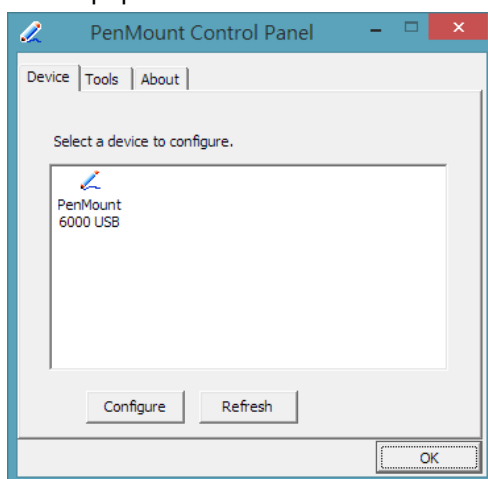 PenMount Control Panel
Device Tools About
Select a device to configure.
PenMount
6000 USB
Configure Refresh
OK